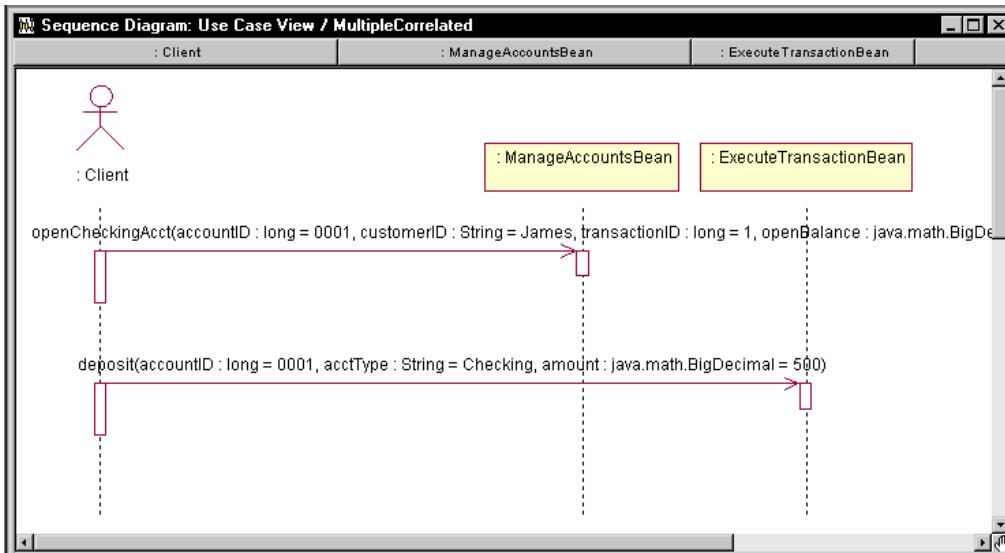 Sequence Diagram: Use Case View / MultipleCorrelated
: Client : ManageAccountsBean : ExecuteTransactionBean
: Client
: ManageAccountsBean
: ExecuteTransactionBean
openCheckingAcct(accountID : long = 0001, customerID : String = James, transactionID : long = 1, openBalance : java.math.BigDe
deposit(accountID : long = 0001, acctType : String = Checking, amount : java.math.BigDecimal = 500)